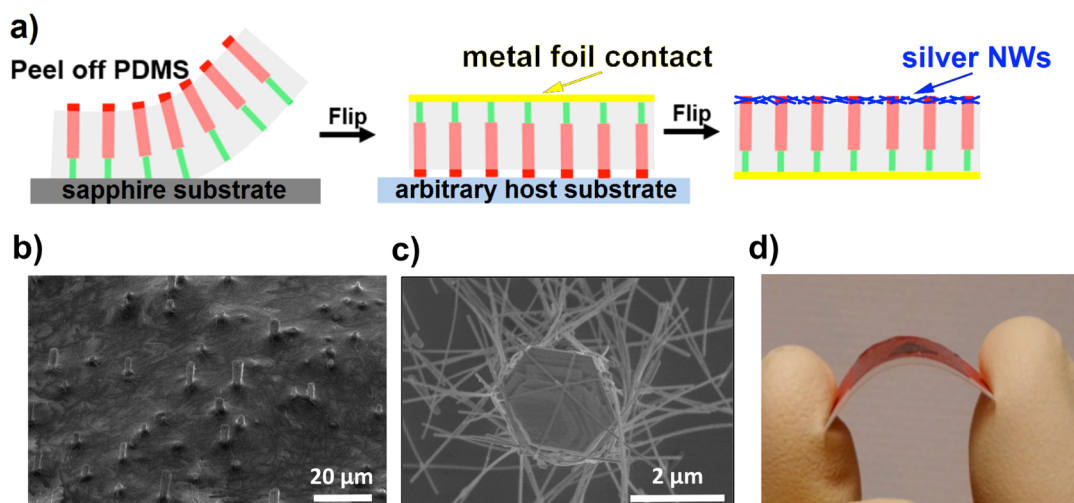 a)
Peel off PDMS
sapphire substrate
Flip
metal foil contact
arbitrary host substrate
Flip
silver NWs
b)
20 µm
c)
2 µm
d)